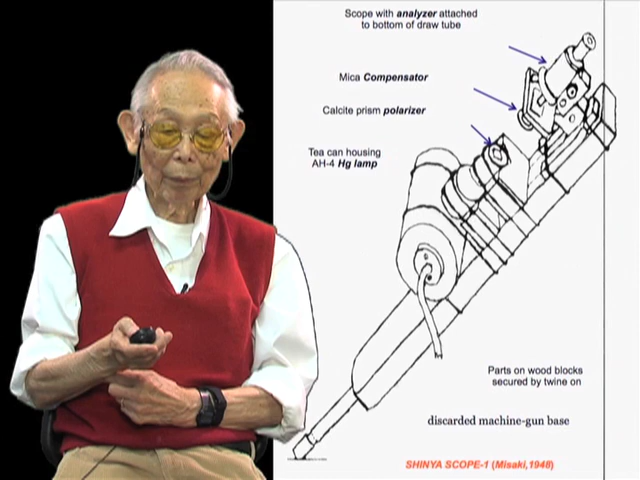 Scope with analyzer attached
to bottom of draw tube
Mica Compensator
Calcite prism polarizer
Tea can housing
AH-4 Hg lamp
Parts on wood blocks
secured by twine on
discarded machine-gun base
SHINYA SCOPE-1 (Misaki,1948)